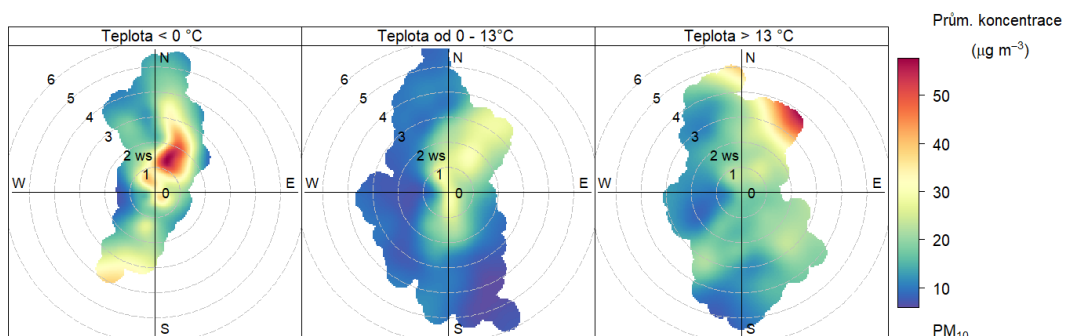 Teplota < 0 °C
Teplota od 0 - 13°C
Teplota > 13 °C
Prům. koncentrace
(μg m⁻³)
N
6
5
4
3
2 ws
1
0
W
E
S
N
6
5
4
3
2 ws
1
0
W
E
S
N
6
5
4
3
2 ws
1
0
W
E
S
50
40
30
20
10
PM₁₀